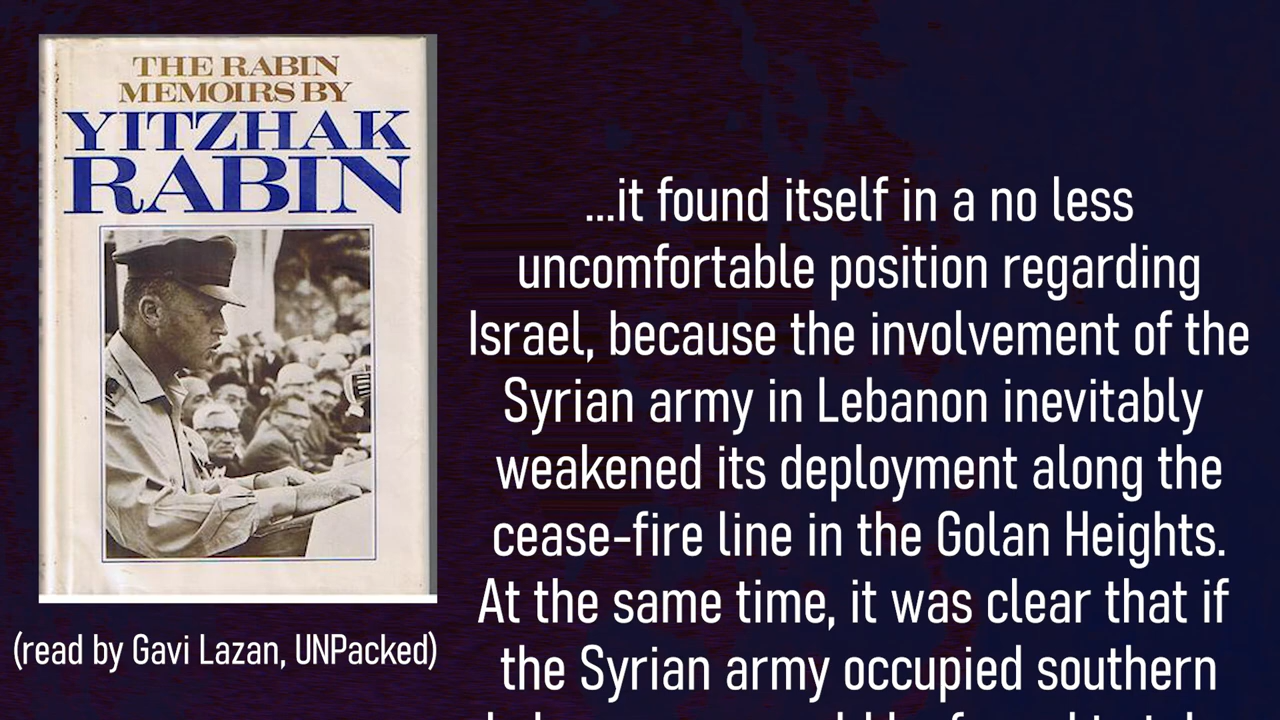 THE RABIN
MEMOIRS BY
YITZHAK
RABIN
(read by Gavi Lazan, UNPacked)
...it found itself in a no less
uncomfortable position regarding
Israel, because the involvement of the
Syrian army in Lebanon inevitably
weakened its deployment along the
cease-fire line in the Golan Heights.
At the same time, it was clear that if
the Syrian army occupied southern